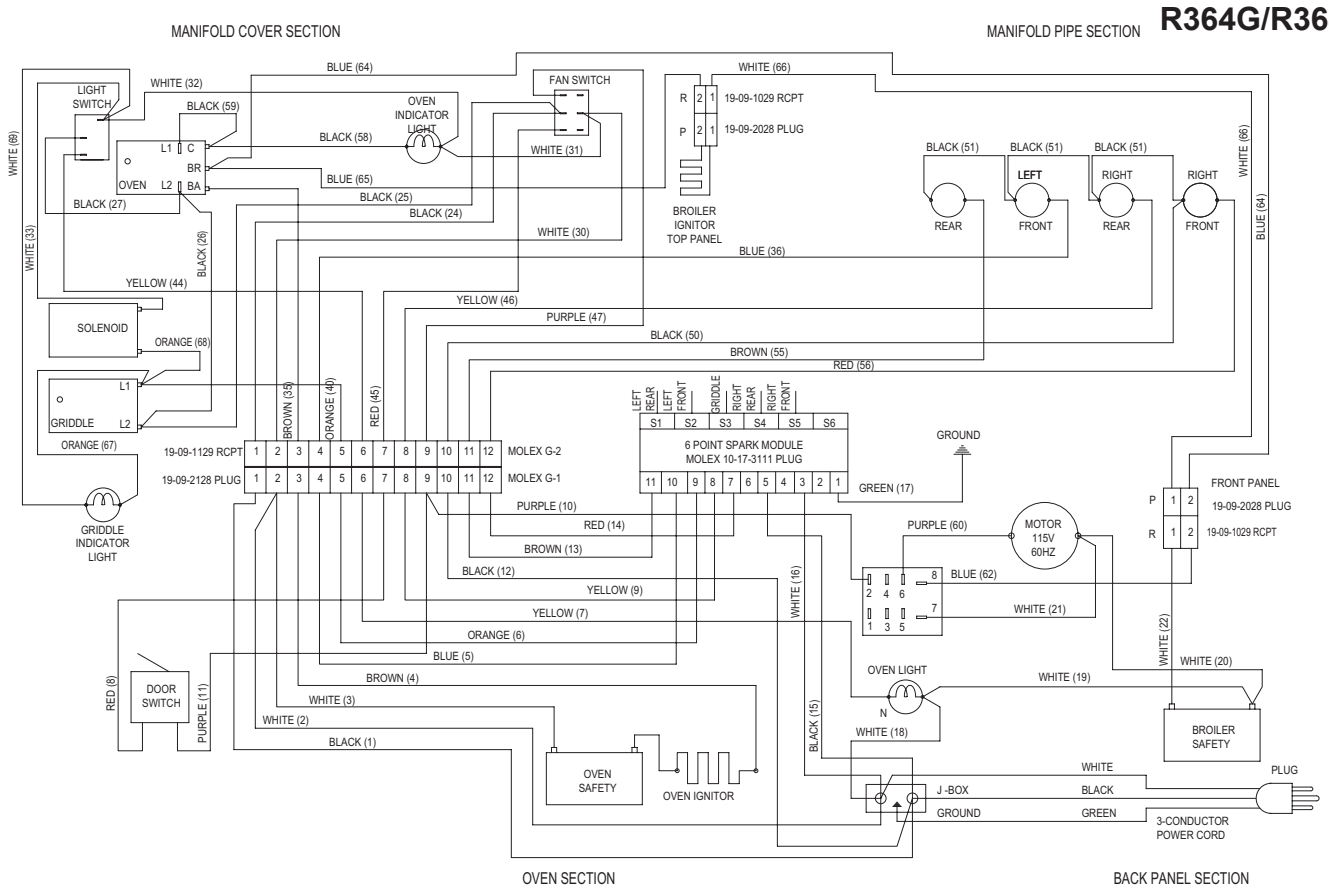 R364G/R36
MANIFOLD COVER SECTION
MANIFOLD PIPE SECTION
BLUE (64)
WHITE (66)
LIGHT
SWITCH
WHITE (32)
FAN SWITCH
BLACK (59)
OVEN
INDICATOR
LIGHT
R 2 1 19-09-1029 RCPT
P 2 1 19-09-2028 PLUG
WHITE (69)
L1 C
BR
OVEN L2 BA
BLACK (58)
WHITE (31)
BLUE (65)
BLACK (27)
BLACK (25)
BLACK (24)
WHITE (30)
BROILER
IGNITOR
TOP PANEL
BLACK (51)
BLACK (51)
BLACK (51)
LEFT
RIGHT
RIGHT
REAR
FRONT
REAR
FRONT
WHITE (66)
BLUE (64)
WHITE (33)
BLACK (26)
BLUE (36)
YELLOW (44)
YELLOW (46)
SOLENOID
PURPLE (47)
BLACK (50)
ORANGE (68)
BROWN (55)
RED (56)
L1
GRIDDLE L2
BROWN (35)
ORANGE (40)
RED (45)
LEFT
REAR
LEFT
FRONT
GRIDDLE
RIGHT
REAR
RIGHT
FRONT
S1 S2 S3 S4 S5 S6
ORANGE (67)
19-09-1129 RCPT 1 2 3 4 5 6 7 8 9 10 11 12 MOLEX G-2
6 POINT SPARK MODULE
MOLEX 10-17-3111 PLUG
GROUND
19-09-2128 PLUG 1 2 3 4 5 6 7 8 9 10 11 12 MOLEX G-1
11 10 9 8 7 6 5 4 3 2 1
GREEN (17)
FRONT PANEL
P 1 2 19-09-2028 PLUG
R 1 2 19-09-1029 RCPT
GRIDDLE
INDICATOR
LIGHT
PURPLE (10)
RED (14)
BROWN (13)
BLACK (12)
YELLOW (9)
YELLOW (7)
ORANGE (6)
BLUE (5)
BROWN (4)
WHITE (3)
WHITE (2)
BLACK (1)
PURPLE (60)
MOTOR
115V
60HZ
WHITE (16)
2 4 6 8
BLUE (62)
1 3 5 7
WHITE (21)
WHITE (22)
WHITE (20)
RED (8)
DOOR
SWITCH
PURPLE (11)
OVEN LIGHT
N
WHITE (19)
BLACK (15)
WHITE (18)
BROILER
SAFETY
OVEN
SAFETY
OVEN IGNITOR
WHITE
PLUG
J -BOX
BLACK
GROUND
GREEN
3-CONDUCTOR
POWER CORD
OVEN SECTION
BACK PANEL SECTION